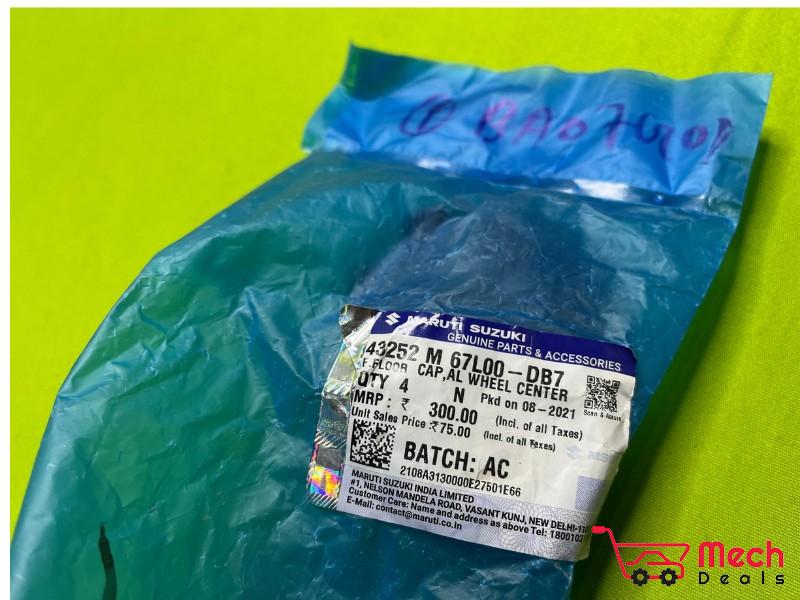 MARUTI SUZUKI
GENUINE PARTS & ACCESSORIES
43252 M 67L00-DB7
F.FLOOR CAP,AL WHEEL CENTER
QTY 4 N Pkd on 08-2021
MRP: ₹ 300.00 (Incl. of all Taxes)
Unit Sales Price :₹75.00 (Incl. of all Taxes)
Scan &
BATCH: AC
2108A3130000E27501E66
MARUTI SUZUKI INDIA LIMITED
#1, NELSON MANDELA ROAD, VASANT KUNJ, NEW DELHI-
Customer Care: Name and address as above Tel:
E-Mail: contact@maruti.co.in
Mech
Deals